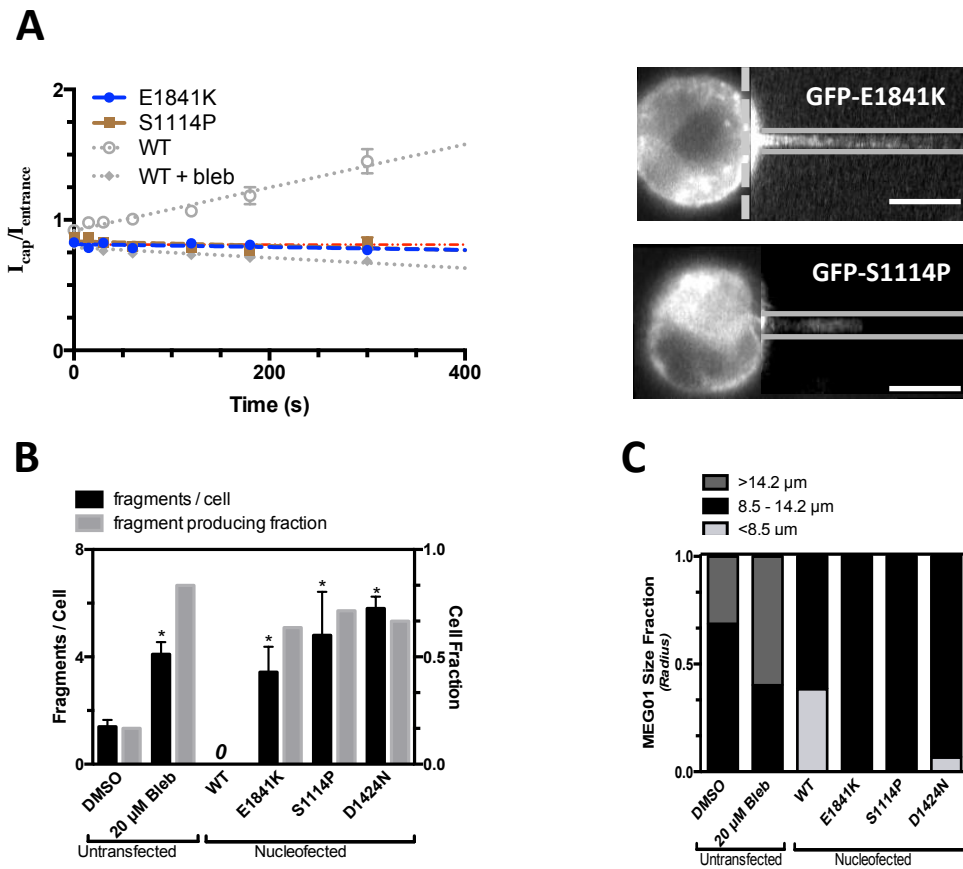 A
2
1
0
0
200
400
I_cap/I_entrance
Time (s)
E1841K
S1114P
WT
WT + bleb
GFP-E1841K
GFP-S1114P
B
fragments / cell
fragment producing fraction
8
4
0
Fragments / Cell
1.0
0.5
0.0
Cell Fraction
*
0
*
*
*
DMSO
20 µM Bleb
WT
E1841K
S1114P
D1424N
Untransfected
Nucleofected
C
>14.2 µm
8.5 - 14.2 µm
<8.5 µm
1.0
0.5
0.0
MEG01 Size Fraction
(Radius)
DMSO
20 µM Bleb
WT
E1841K
S1114P
D1424N
Untransfected
Nucleofected